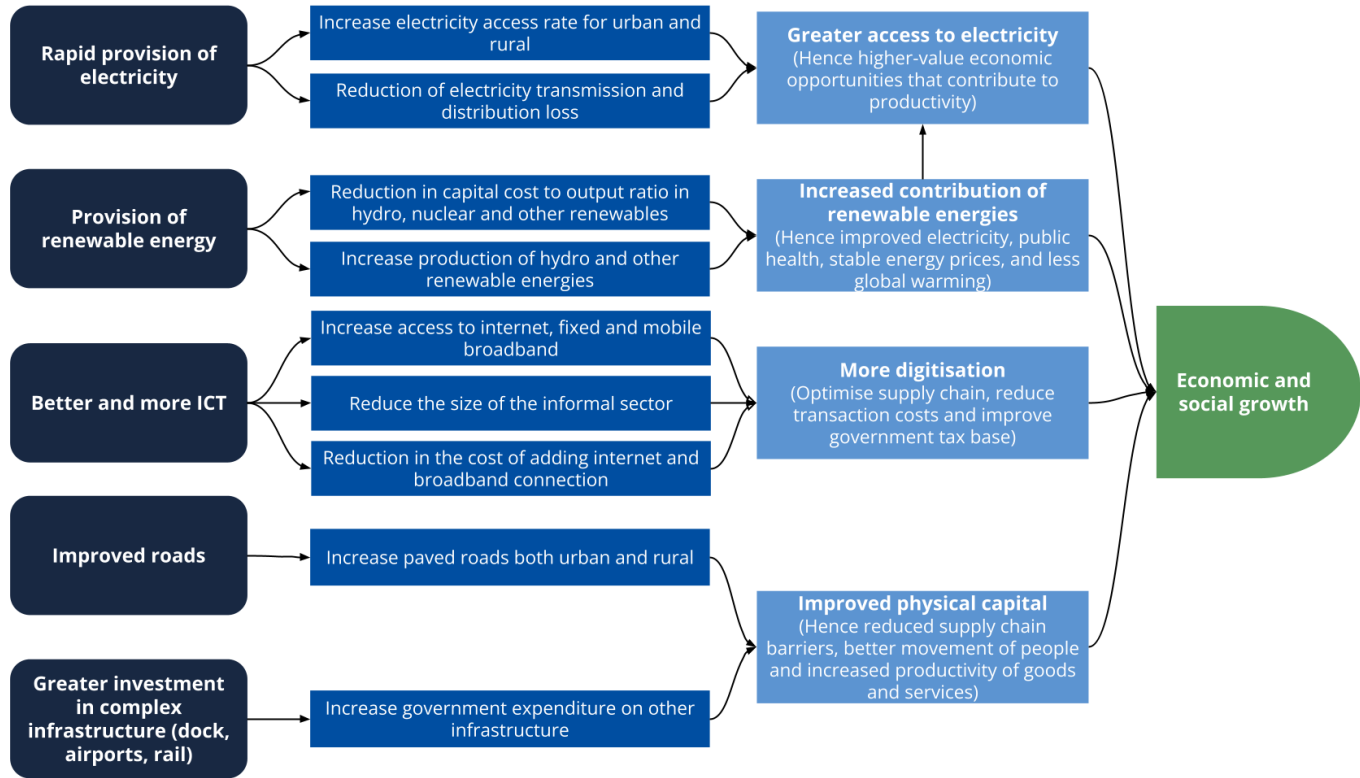 Rapid provision of
electricity
Increase electricity access rate for urban and
rural
Reduction of electricity transmission and
distribution loss
Greater access to electricity
(Hence higher-value economic
opportunities that contribute to
productivity)
Provision of
renewable energy
Reduction in capital cost to output ratio in
hydro, nuclear and other renewables
Increase production of hydro and other
renewable energies
Increased contribution of
renewable energies
(Hence improved electricity, public
health, stable energy prices, and less
global warming)
Better and more ICT
Increase access to internet, fixed and mobile
broadband
Reduce the size of the informal sector
Reduction in the cost of adding internet and
broadband connection
More digitisation
(Optimise supply chain, reduce
transaction costs and improve
government tax base)
Economic and
social growth
Improved roads
Increase paved roads both urban and rural
Improved physical capital
(Hence reduced supply chain
barriers, better movement of people
and increased productivity of goods
and services)
Greater investment
in complex
infrastructure (dock,
airports, rail)
Increase government expenditure on other
infrastructure